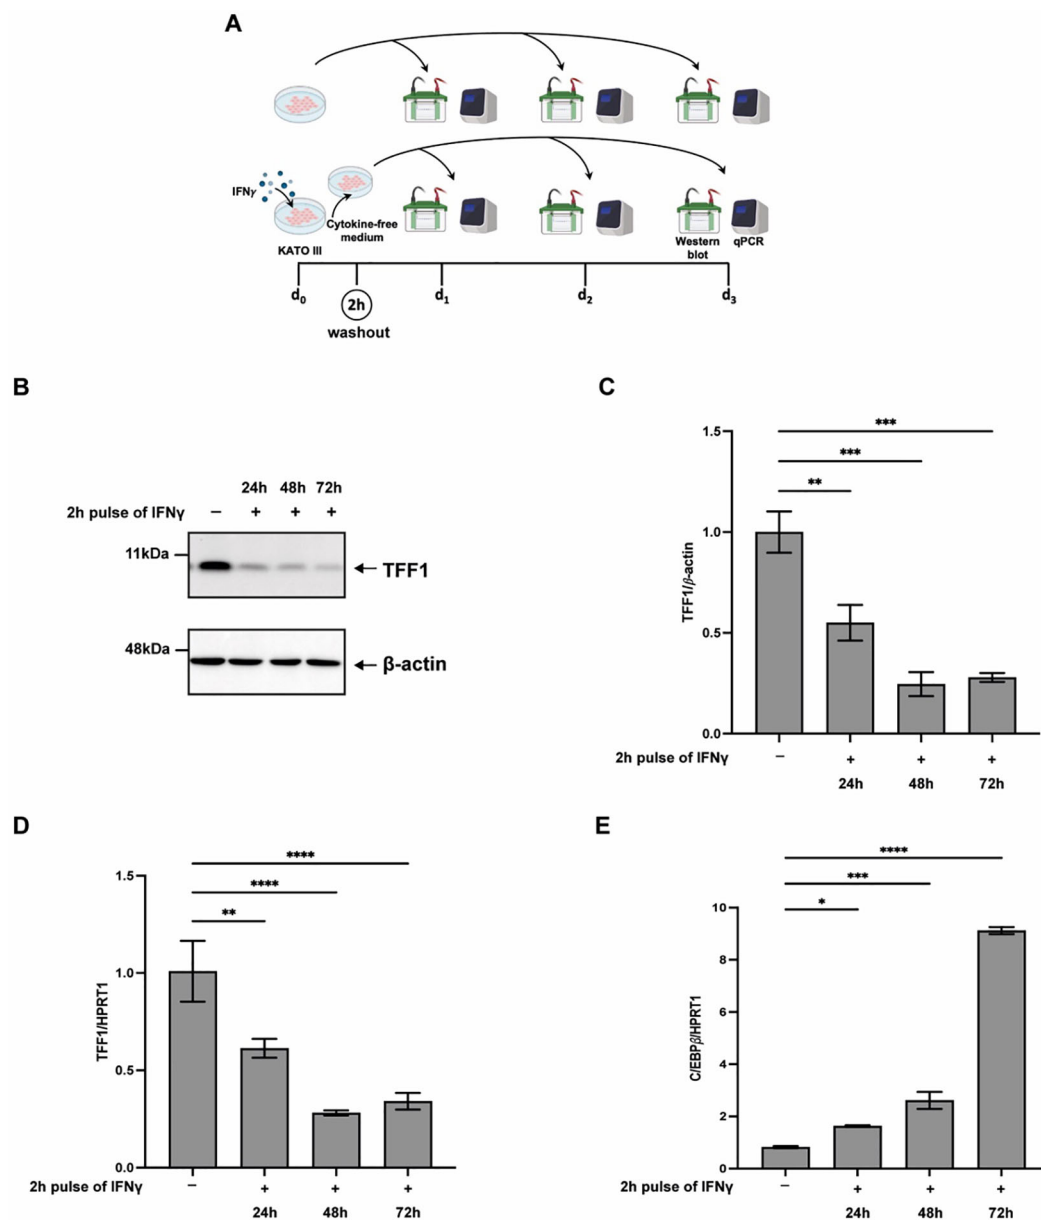 A
IFNγ
Cytokine-free
medium
KATO III
Western
blot
qPCR
d0
2h
d1
d2
d3
washout
B
24h 48h 72h
2h pulse of IFNγ − + + +
11kDa
TFF1
48kDa
β-actin
C
***
***
**
1.5
1.0
0.5
0.0
TFF1/β-actin
2h pulse of IFNγ − + + +
24h 48h 72h
D
****
****
**
1.5
1.0
0.5
0.0
TFF1/HPRT1
2h pulse of IFNγ − + + +
24h 48h 72h
E
****
***
*
10
8
6
4
2
0
C/EBPβ/HPRT1
2h pulse of IFNγ − + + +
24h 48h 72h